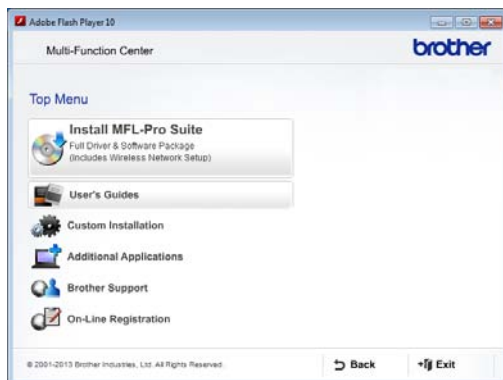 Adobe Flash Player 10
Multi-Function Center
brother
Top Menu
Install MFL-Pro Suite
Full Driver & Software Package
(Includes Wireless Network Setup)
User's Guides
Custom Installation
Additional Applications
Brother Support
On-Line Registration
© 2001-2013 Brother Industries, Ltd. All Rights Reserved.
Back
Exit